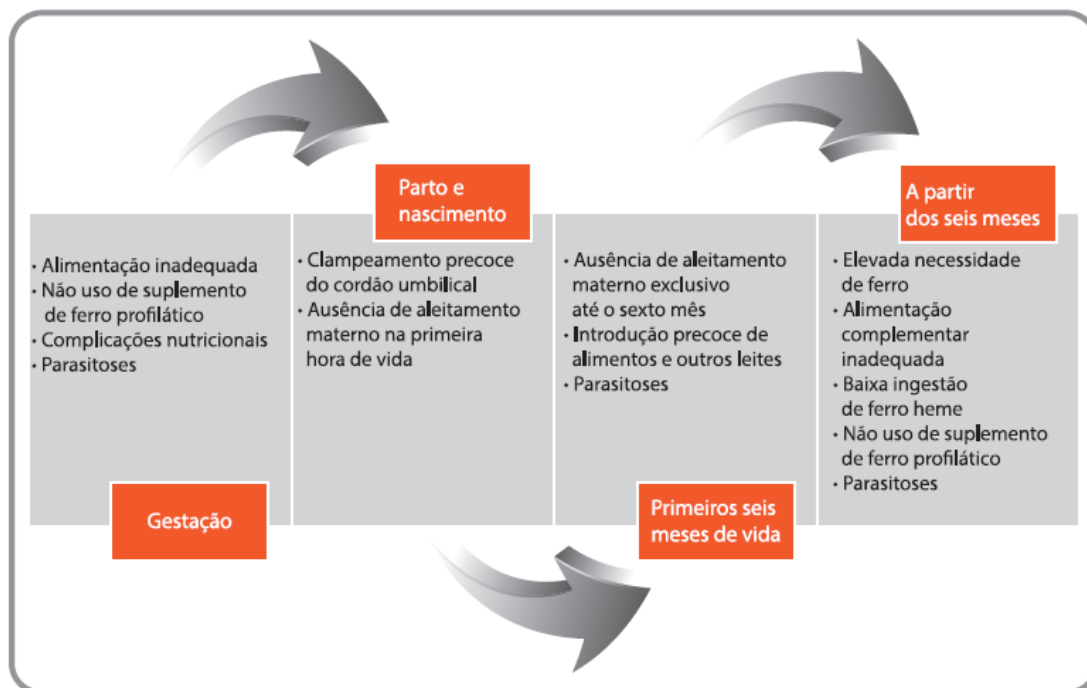 • Alimentação inadequada
• Não uso de suplemento
de ferro profilático
• Complicações nutricionais
• Parasitoses
Gestação
Parto e
nascimento
• Clampeamento precoce
do cordão umbilical
• Ausência de aleitamento
materno na primeira
hora de vida
• Ausência de aleitamento
materno exclusivo
até o sexto mês
• Introdução precoce de
alimentos e outros leites
• Parasitoses
Primeiros seis
meses de vida
A partir
dos seis meses
• Elevada necessidade
de ferro
• Alimentação
complementar
inadequada
• Baixa ingestão
de ferro heme
• Não uso de suplemento
de ferro profilático
• Parasitoses